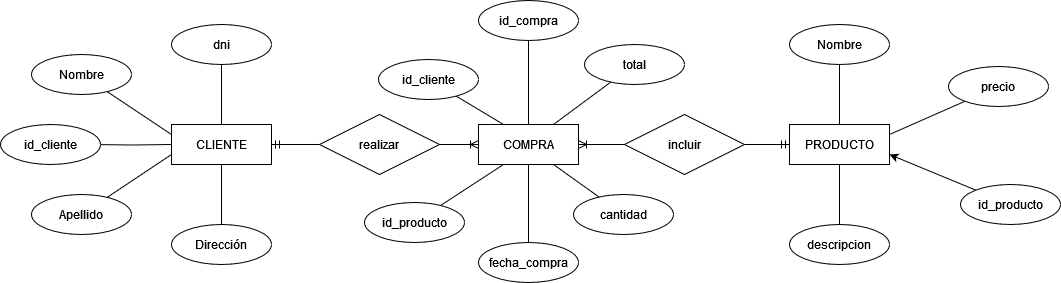 id_compra
dni
Nombre
total
Nombre
id_cliente
precio
id_cliente
CLIENTE
realizar
COMPRA
incluir
PRODUCTO
Apellido
id_producto
cantidad
id_producto
Dirección
fecha_compra
descripcion